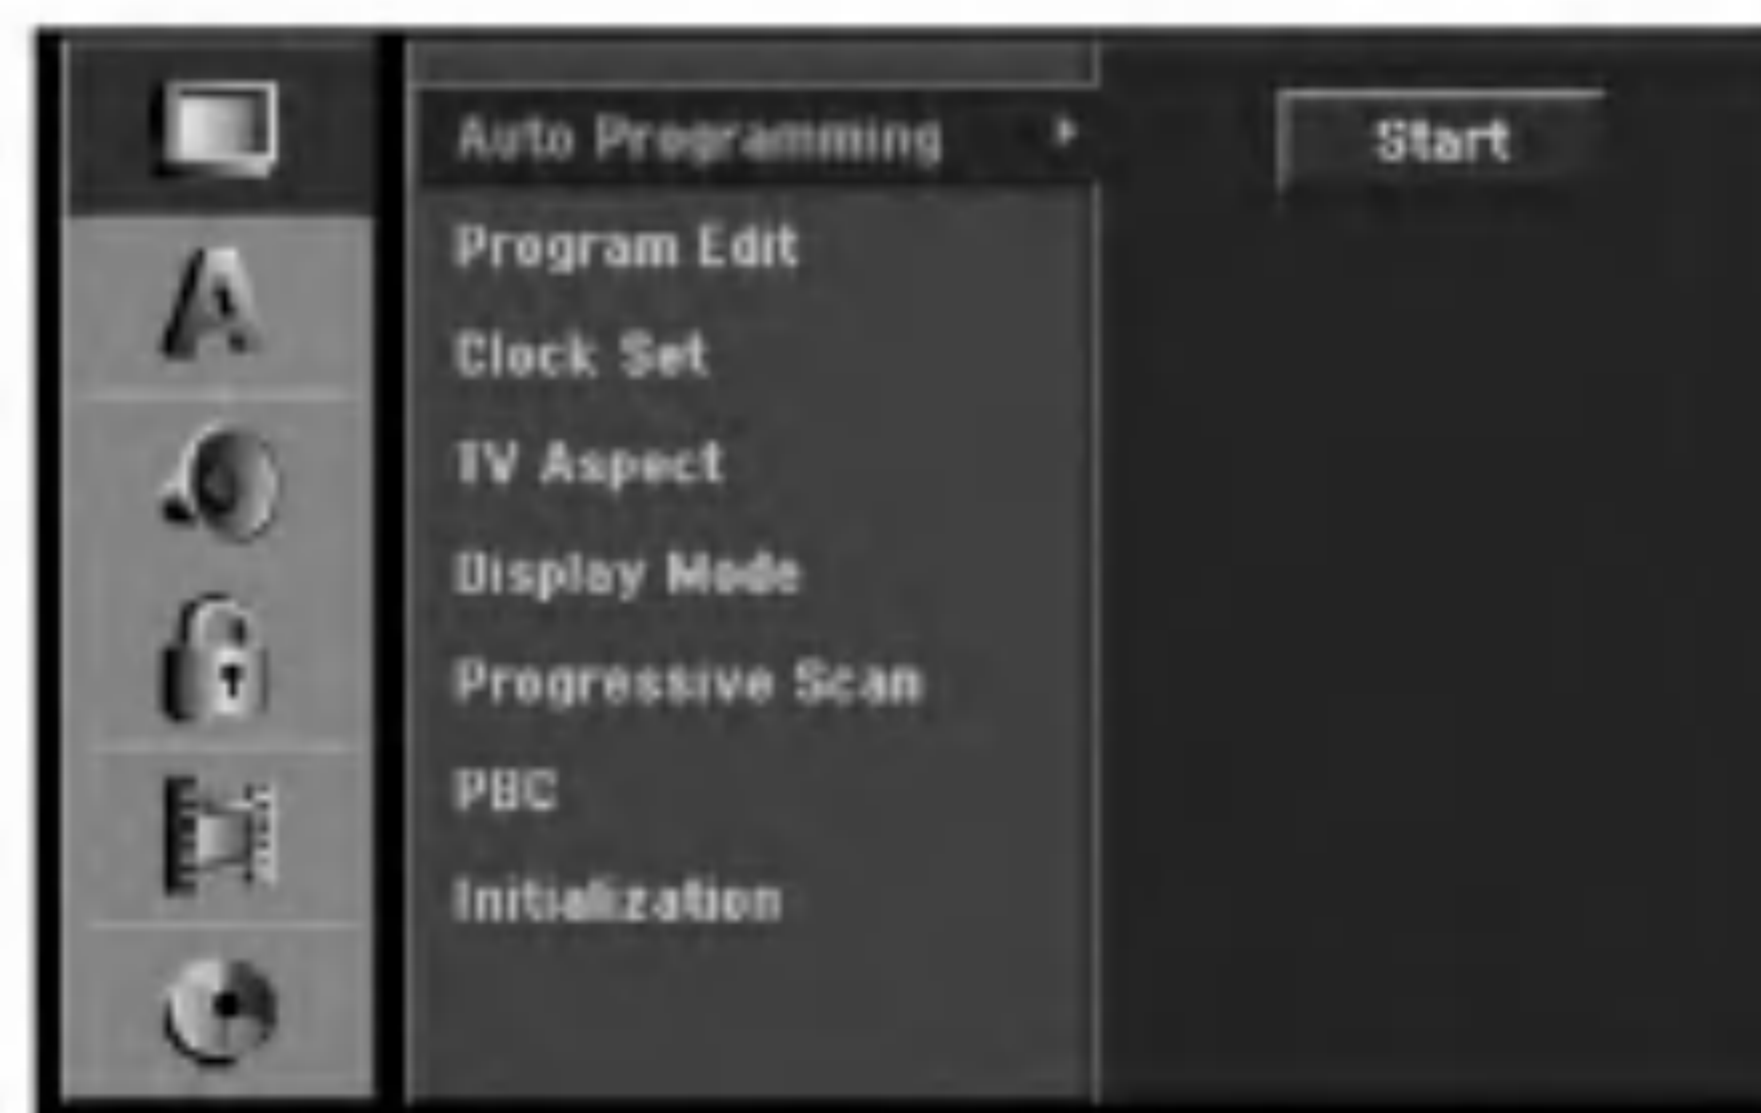 Auto Programming
Start
Program Edit
Clock Set
TV Aspect
Display Mode
Progressive Scan
PBC
Initialization